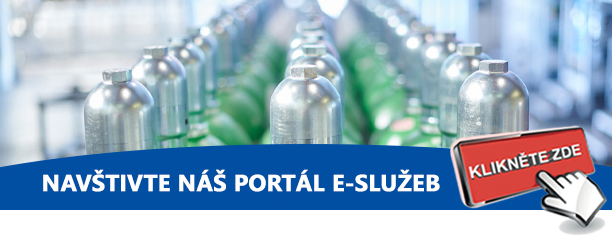 NAVŠTIVTE NÁŠ PORTÁL E-SLUŽEB
KLIKNĚTE ZDE